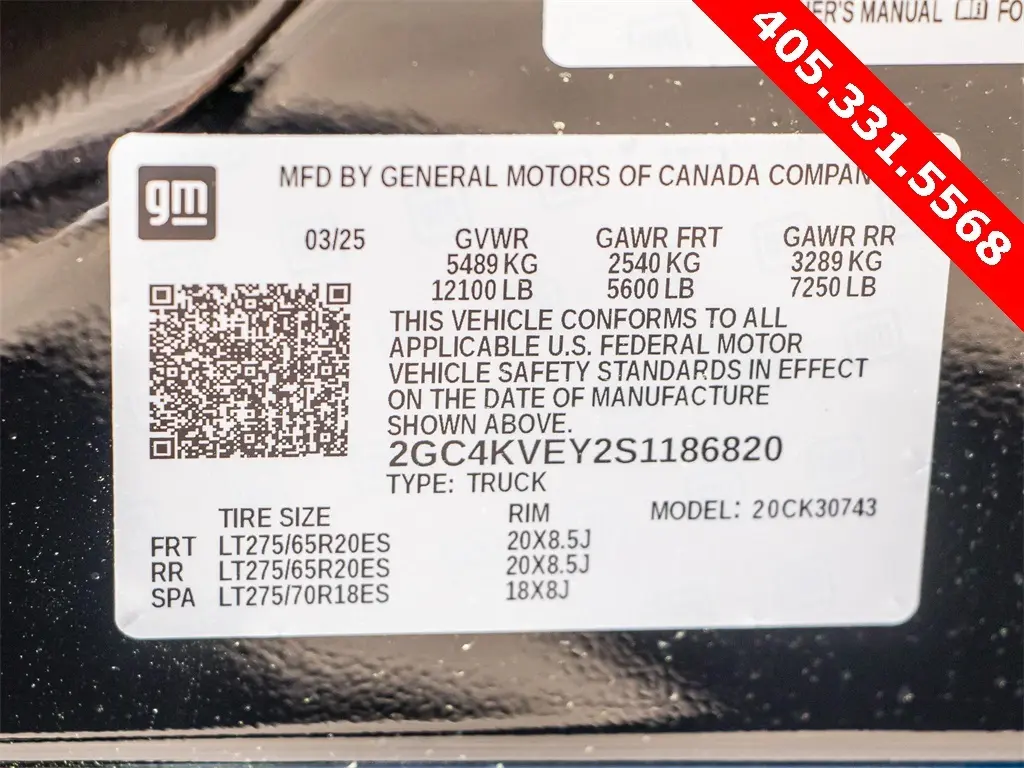 ER'S MANUAL
FO
405.331.5568
gm
MFD BY GENERAL MOTORS OF CANADA
03/25 GVWR GAWR FRT GAWR RR
5489 KG 2540 KG 3289 KG
12100 LB 5600 LB 7250 LB
THIS VEHICLE CONFORMS TO ALL
APPLICABLE U.S. FEDERAL MOTOR
VEHICLE SAFETY STANDARDS IN EFFECT
ON THE DATE OF MANUFACTURE
SHOWN ABOVE.
2GC4KVEY2S1186820
TYPE: TRUCK
TIRE SIZE RIM MODEL: 20CK30743
FRT LT275/65R20ES 20X8.5J
RR LT275/65R20ES 20X8.5J
SPA LT275/70R18ES 18X8J